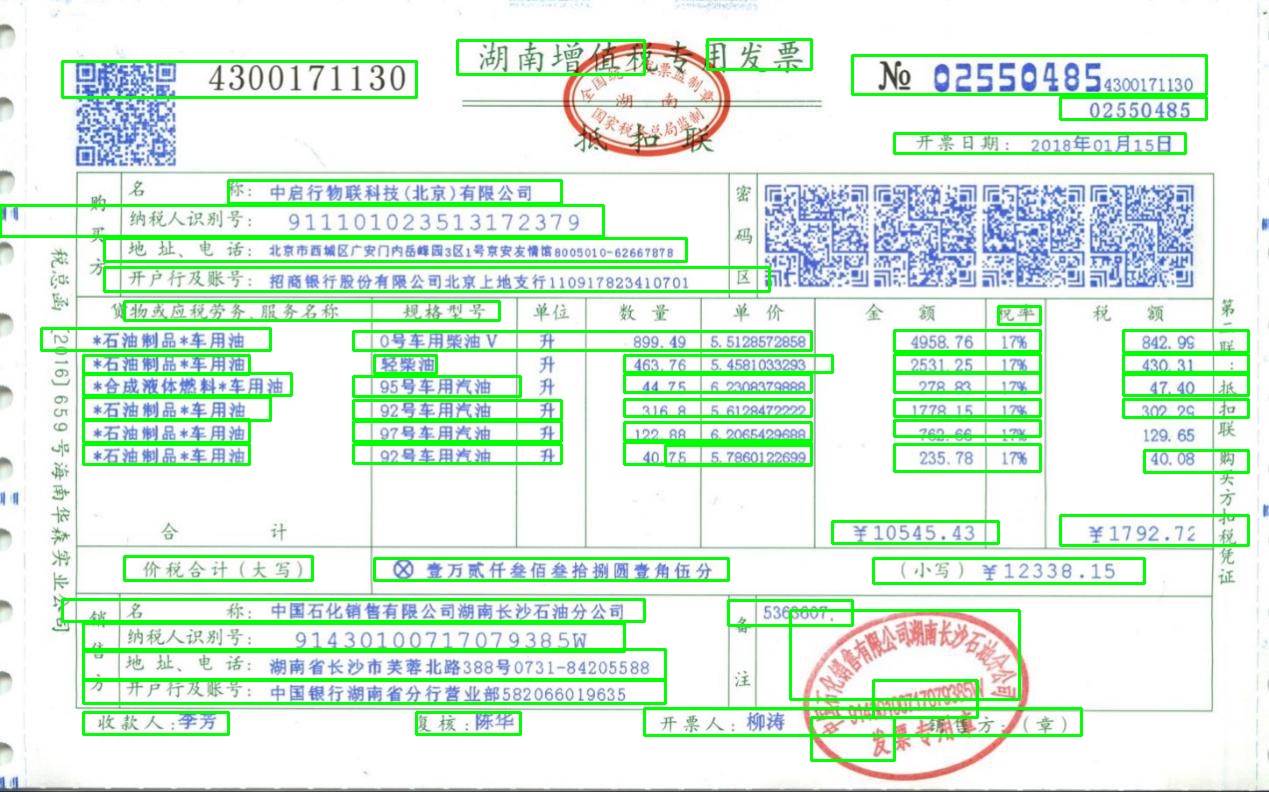 湖南增值税专用发票
4300171130
№ 02550485 4300171130
02550485
全国统一发票监制章
湖 南
国家税务总局监制
抵扣联
开票日期: 2018年01月15日
购买方
名 称: 中启行物联科技(北京)有限公司
纳税人识别号: 911101023513172379
地 址、电 话: 北京市西城区广安门内岳峰园3区1号京安友情馆8005010-62667878
开户行及账号: 招商银行股份有限公司北京上地支行110917823410701
密码区
货物或应税劳务、服务名称 规格型号 单位 数 量 单 价 金 额 税率 税 额
*石油制品*车用油 0号车用柴油Ⅴ 升 899.49 5.5128572858 4958.76 17% 842.99
*石油制品*车用油 轻柴油 升 463.76 5.4581033293 2531.25 17% 430.31
*合成液体燃料*车用油 95号车用汽油 升 44.75 6.2308379888 278.83 17% 47.40
*石油制品*车用油 92号车用汽油 升 316.8 5.6128472222 1778.15 17% 302.29
*石油制品*车用油 97号车用汽油 升 122.88 6.2065429688 762.66 17% 129.65
*石油制品*车用油 92号车用汽油 升 40.75 5.7860122699 235.78 17% 40.08
合 计 ¥10545.43 ¥1792.72
价税合计(大写) ⊗ 壹万贰仟叁佰叁拾捌圆壹角伍分 (小写) ¥12338.15
销售方
名 称: 中国石化销售有限公司湖南长沙石油分公司
纳税人识别号: 91430100717079385W
地 址、电 话: 湖南省长沙市芙蓉北路388号0731-84205588
开户行及账号: 中国银行湖南省分行营业部582066019635
备注
5363607.
中国石化销售有限公司湖南长沙石油分公司
91430100717079385W
发票专用章
收款人: 李芳 复核: 陈华 开票人: 柳涛 销售方: (章)
税总函[2016]659号海南华森实业公司
第二联: 抵扣联 购买方扣税凭证